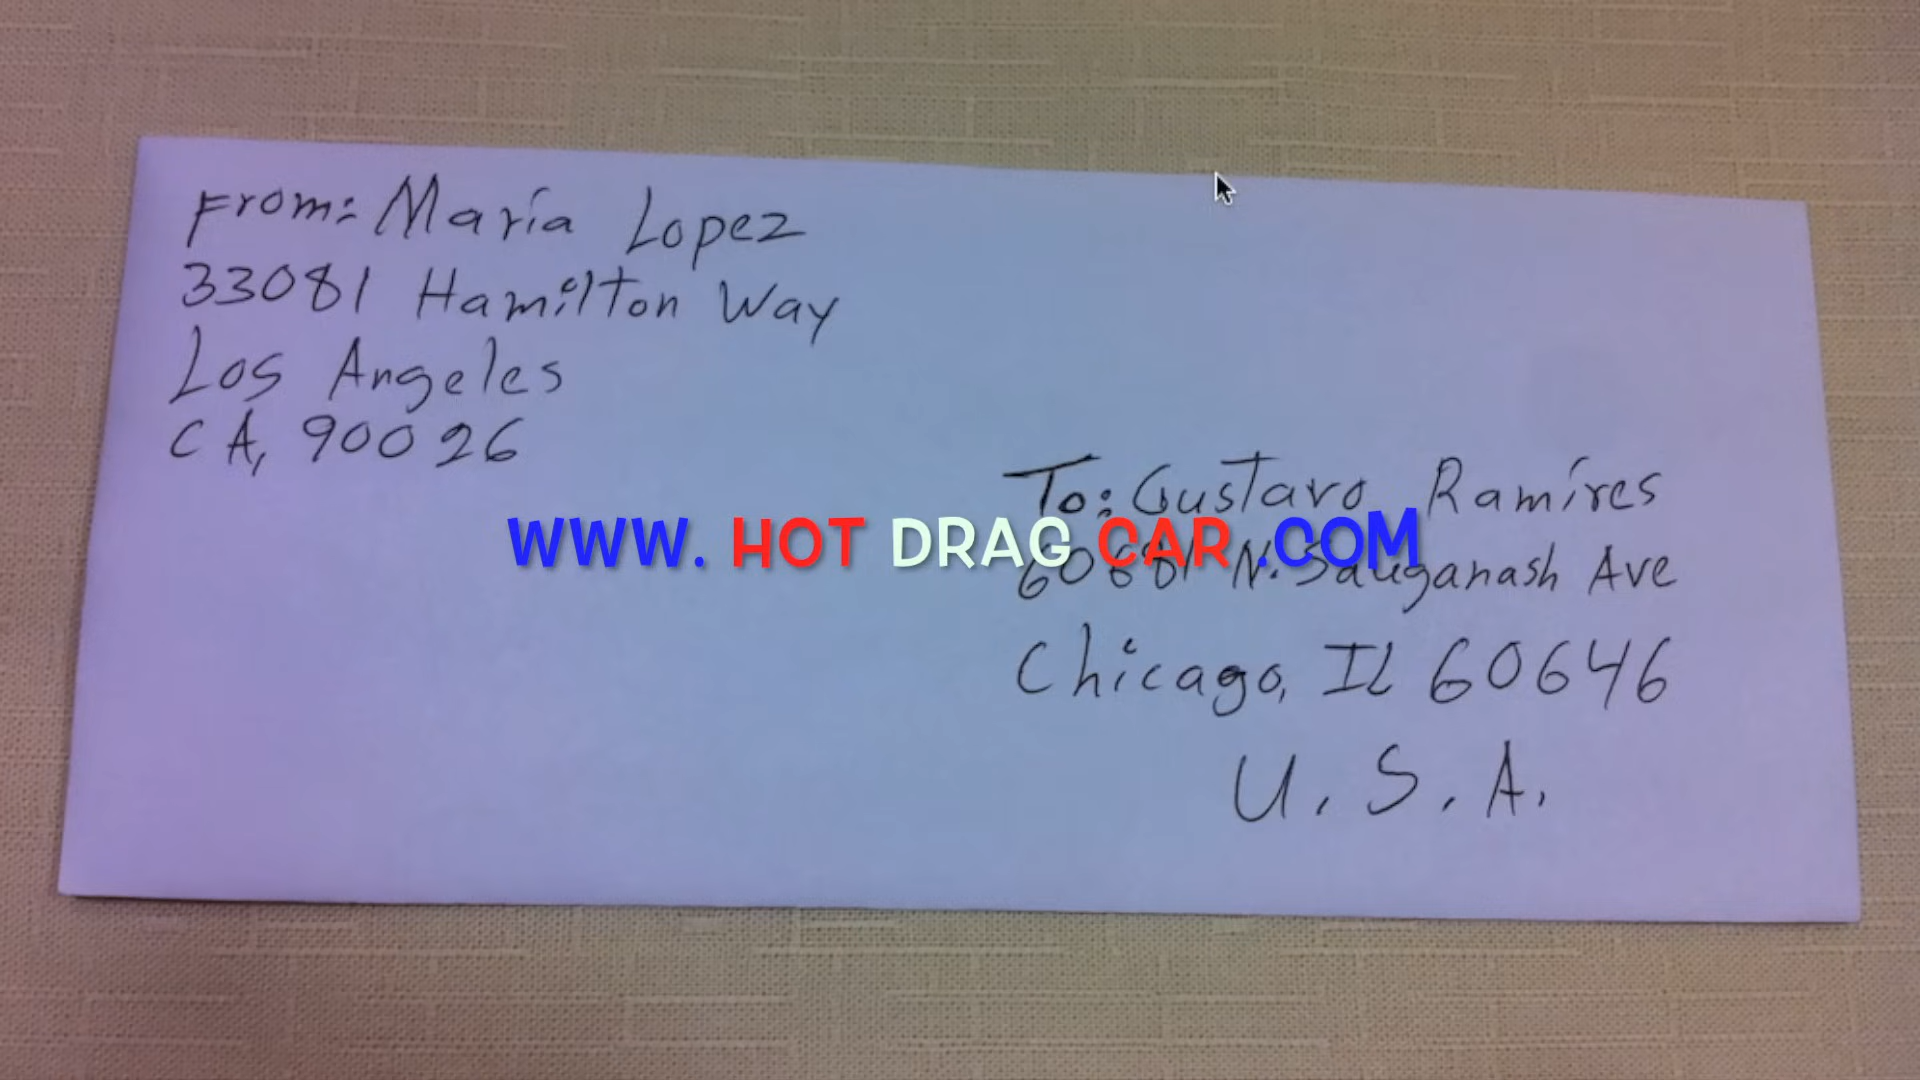 From: María Lopez
33081 Hamilton Way
Los Angeles
CA, 90026
To: Gustavo Ramíres
WWW. HOT DRAG CAR .COM
N. Sauganash Ave
Chicago, IL 60646
U.S.A.